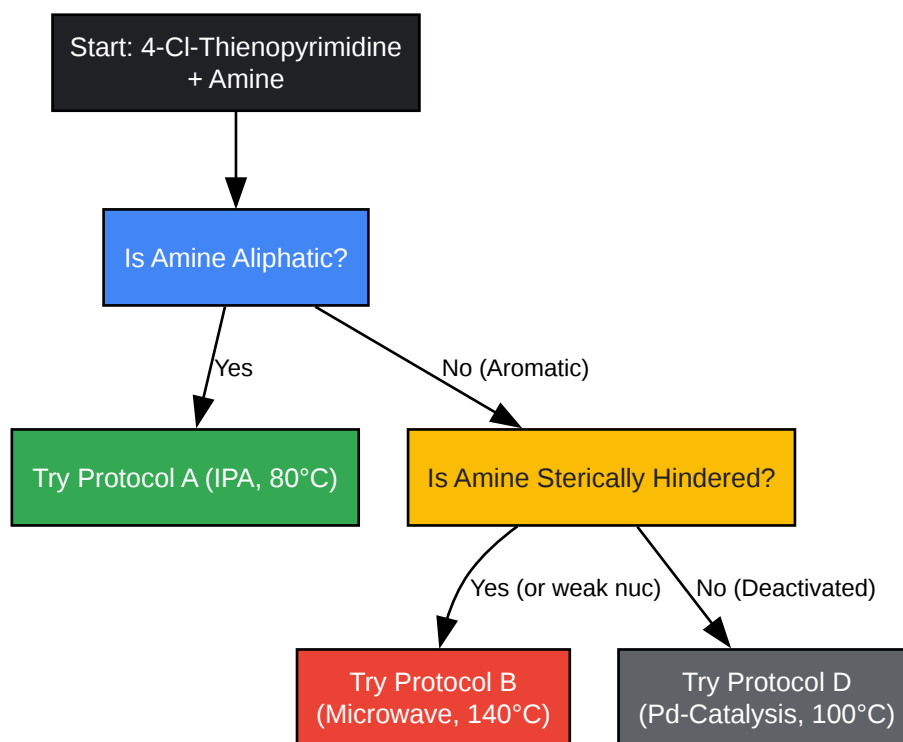 Start: 4-Cl-Thienopyrimidine
+ Amine
Is Amine Aliphatic?
Yes
No (Aromatic)
Try Protocol A (IPA, 80°C)
Is Amine Sterically Hindered?
Yes (or weak nuc)
No (Deactivated)
Try Protocol B
(Microwave, 140°C)
Try Protocol D
(Pd-Catalysis, 100°C)